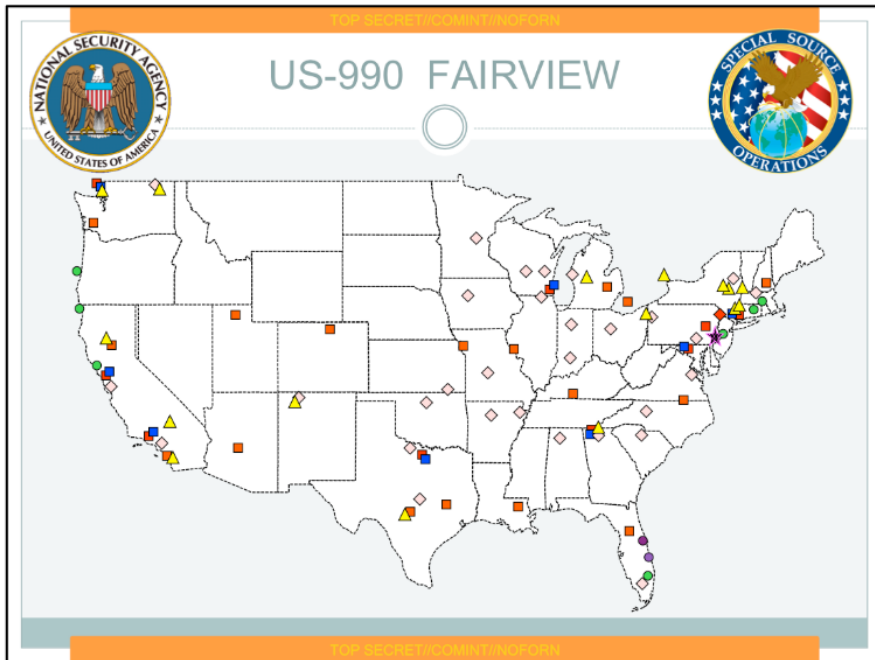 TOP SECRET//COMINT//NOFORN
NATIONAL SECURITY AGENCY
UNITED STATES OF AMERICA
US-990 FAIRVIEW
SPECIAL SOURCE
OPERATIONS
TOP SECRET//COMINT//NOFORN